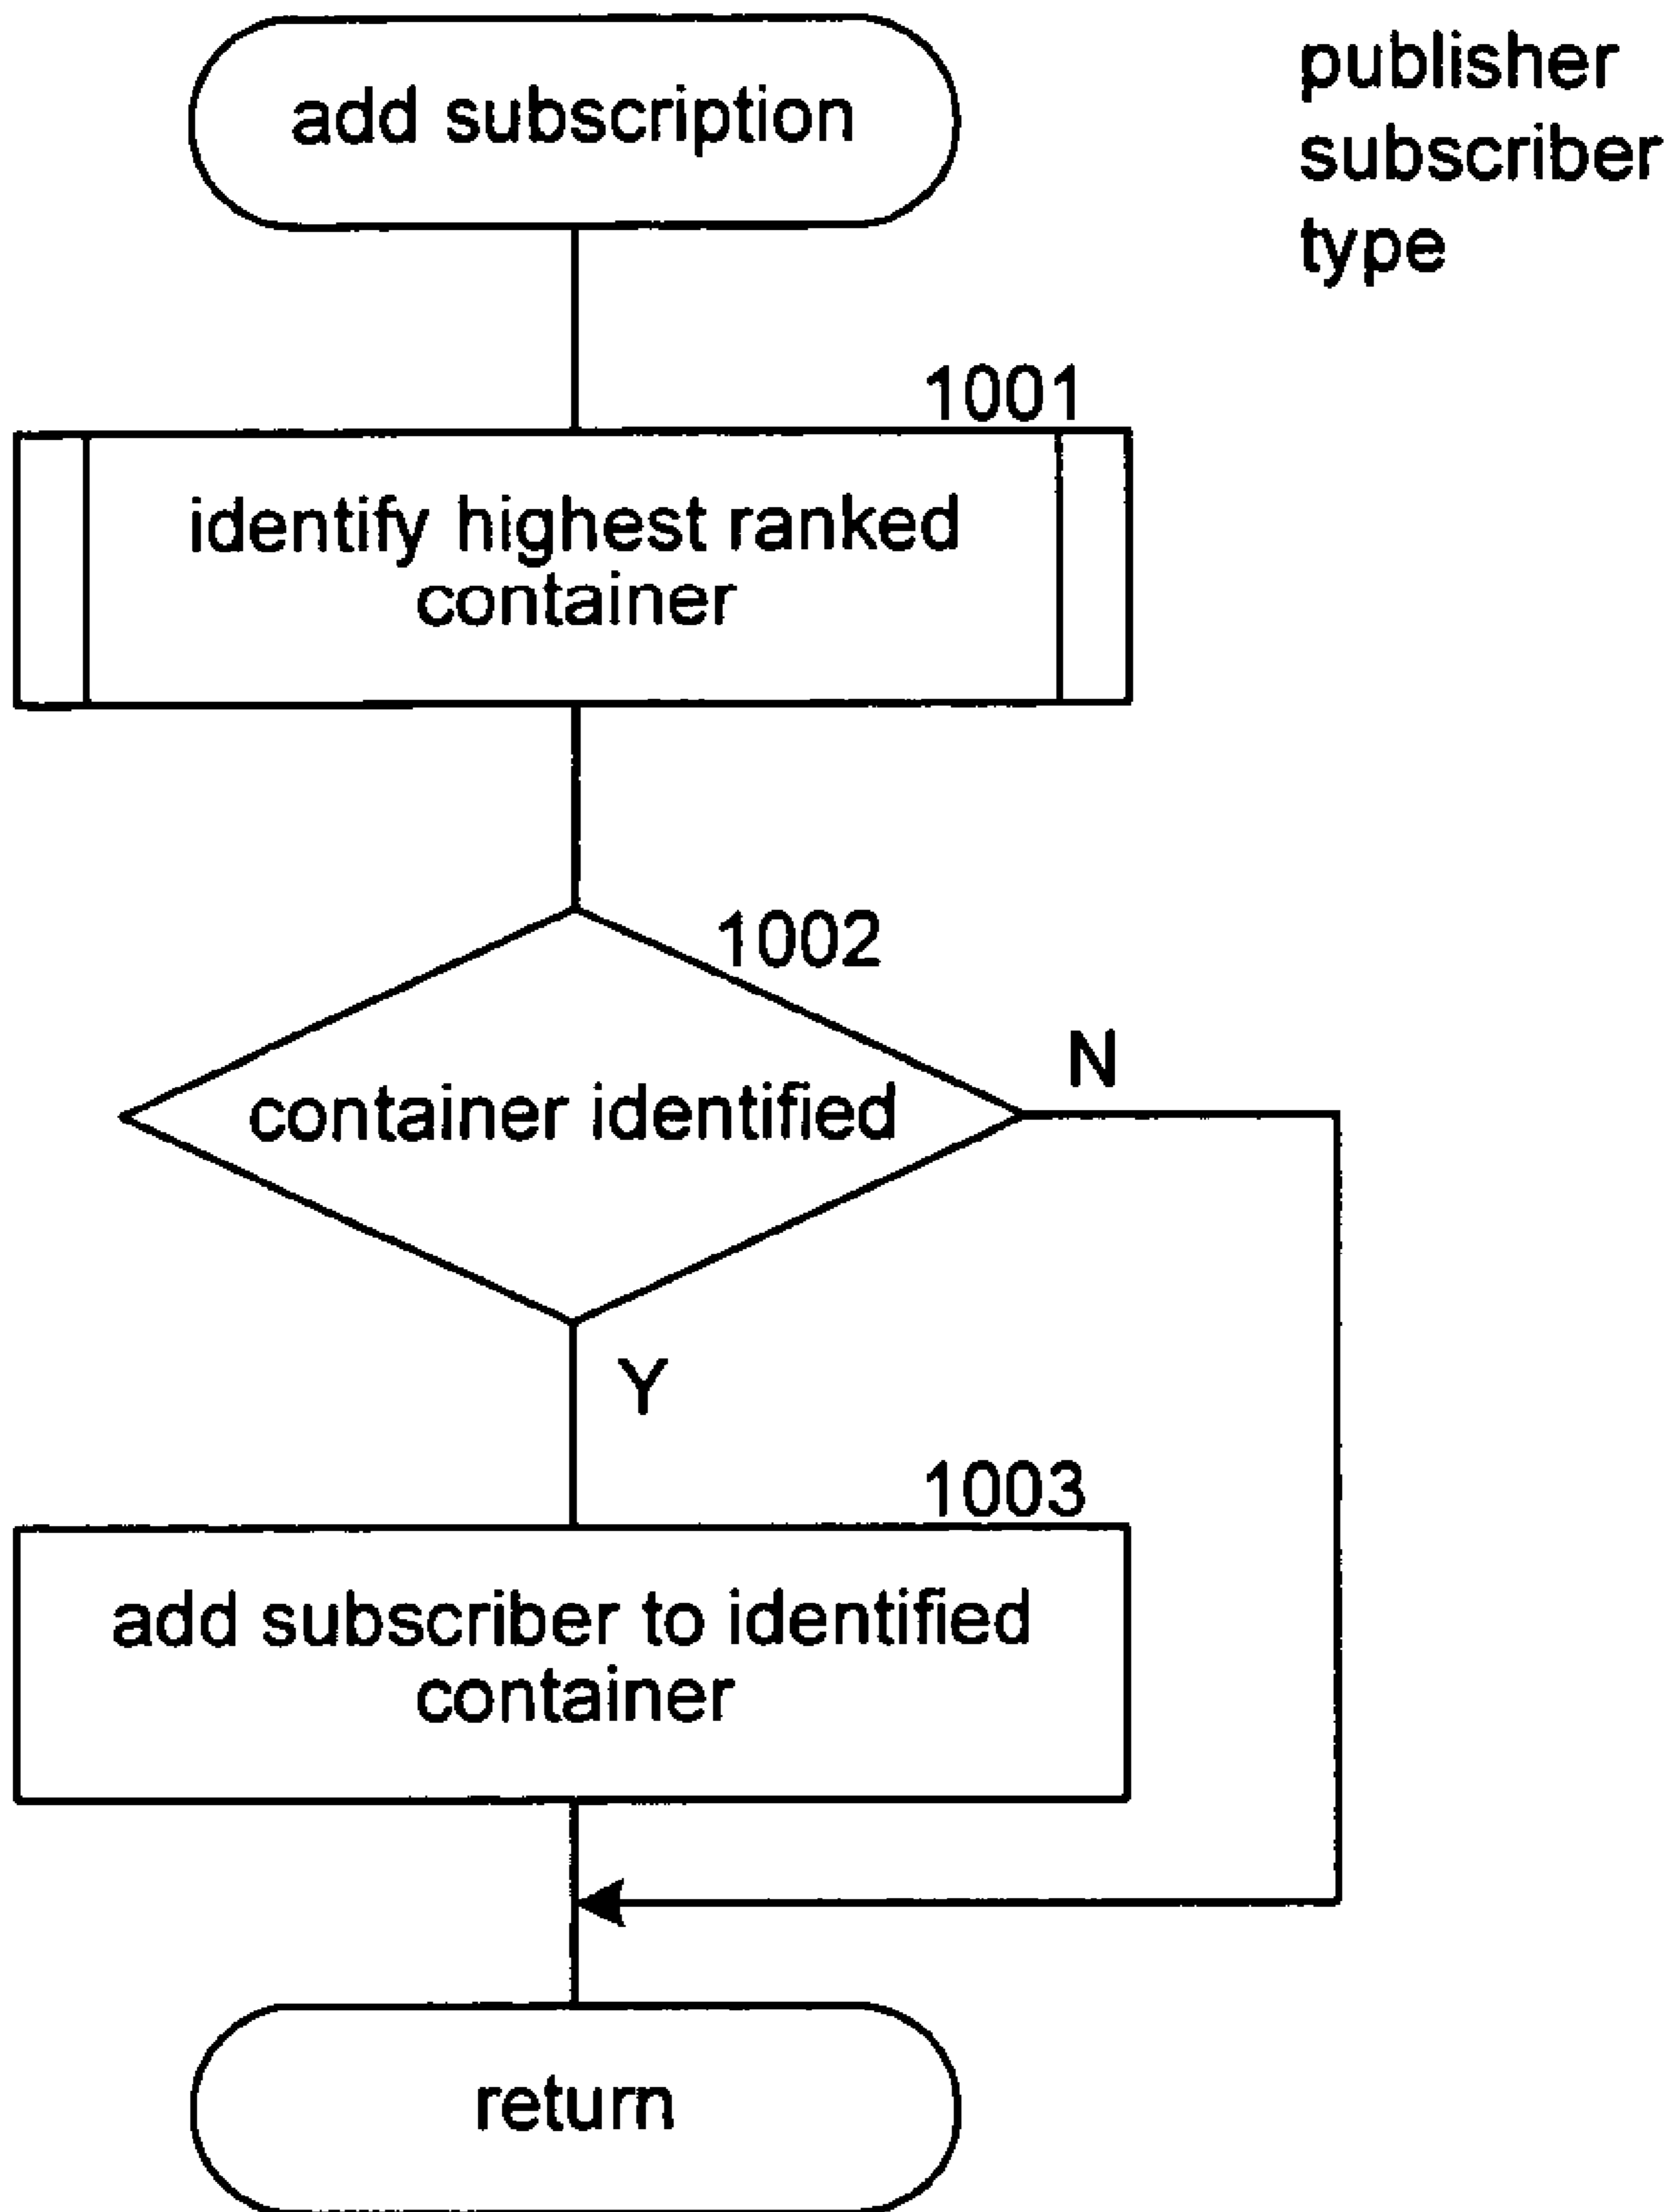 add subscription
publisher
subscriber
type
1001
identify highest ranked
container
1002
container identified
N
Y
1003
add subscriber to identified
container
return